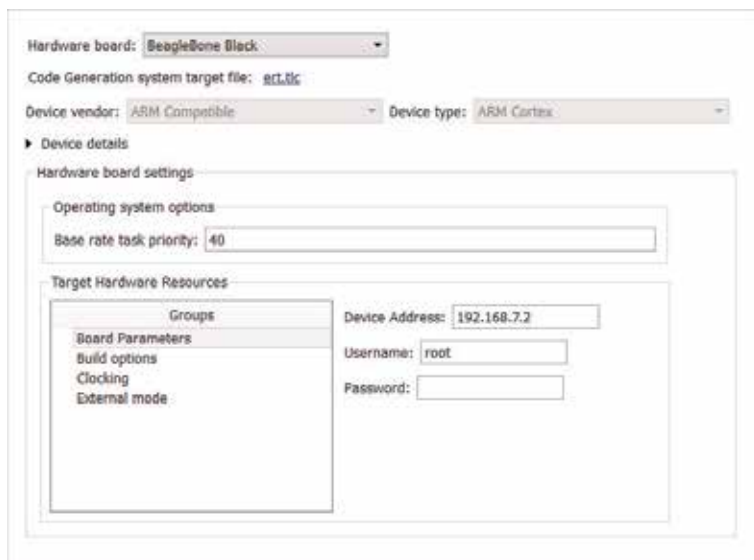 Hardware board: BeagleBone Black
Code Generation system target file: ert.tlc
Device vendor: ARM Compatible Device type: ARM Cortex
Device details
Hardware board settings
Operating system options
Base rate task priority: 40
Target Hardware Resources
Groups
Board Parameters
Build options
Clocking
External mode
Device Address: 192.168.7.2
Username: root
Password: